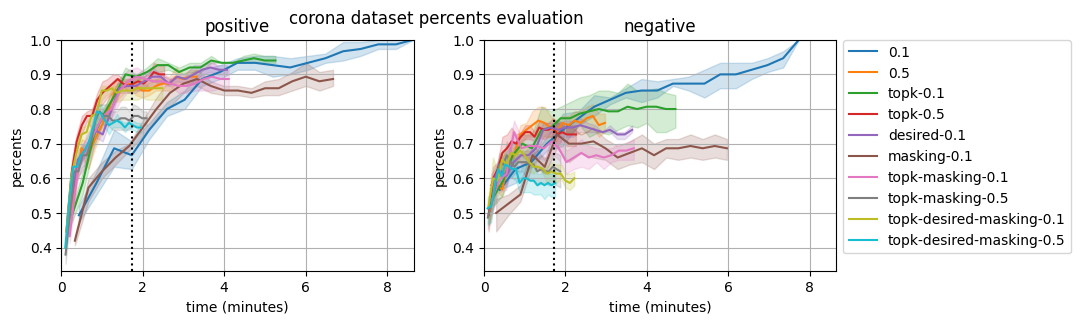 corona dataset percents evaluation
positive
negative
percents
1.0
0.9
0.8
0.7
0.6
0.5
0.4
0 2 4 6 8
time (minutes)
percents
1.0
0.9
0.8
0.7
0.6
0.5
0.4
0 2 4 6 8
time (minutes)
0.1
0.5
topk-0.1
topk-0.5
desired-0.1
masking-0.1
topk-masking-0.1
topk-masking-0.5
topk-desired-masking-0.1
topk-desired-masking-0.5